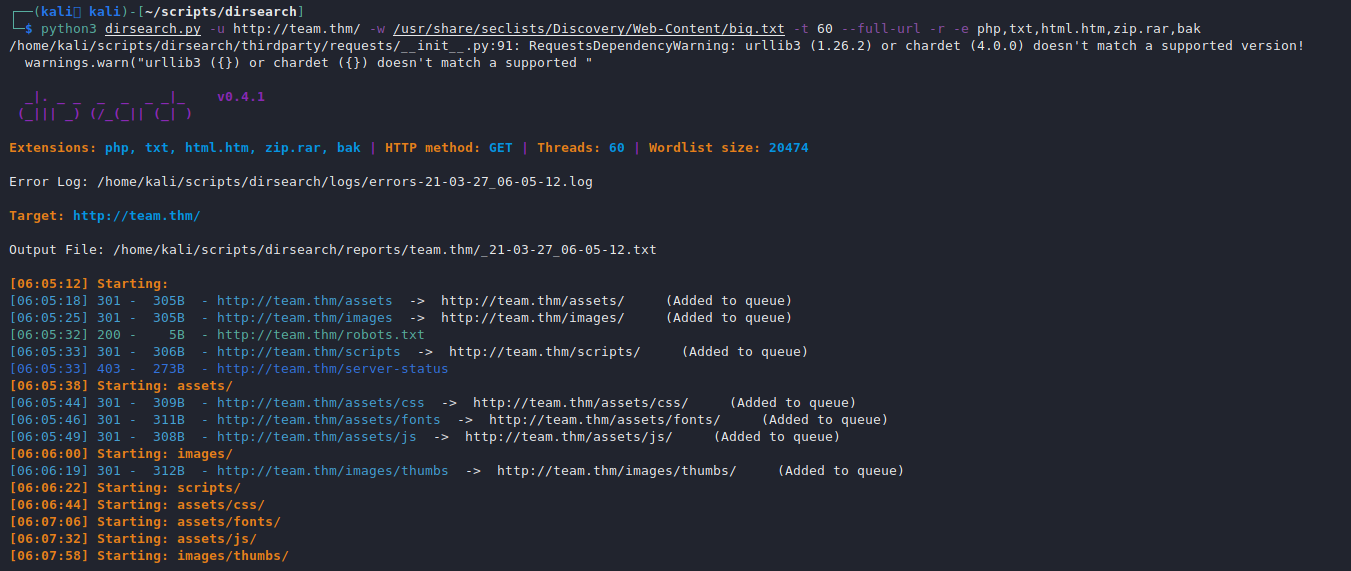 ┌──(kali㉿kali)-[~/scripts/dirsearch]
└─$ python3 dirsearch.py -u http://team.thm/ -w /usr/share/seclists/Discovery/Web-Content/big.txt -t 60 --full-url -r -e php,txt,html.htm,zip.rar,bak
/home/kali/scripts/dirsearch/thirdparty/requests/__init__.py:91: RequestsDependencyWarning: urllib3 (1.26.2) or chardet (4.0.0) doesn't match a supported version!
  warnings.warn("urllib3 ({}) or chardet ({}) doesn't match a supported "
  _|. _ _  _  _  _ _|_    v0.4.1
 (_||| _) (/_(_|| (_| )
Extensions: php, txt, html.htm, zip.rar, bak | HTTP method: GET | Threads: 60 | Wordlist size: 20474
Error Log: /home/kali/scripts/dirsearch/logs/errors-21-03-27_06-05-12.log
Target: http://team.thm/
Output File: /home/kali/scripts/dirsearch/reports/team.thm/_21-03-27_06-05-12.txt
[06:05:12] Starting:
[06:05:18] 301 -  305B  - http://team.thm/assets  ->  http://team.thm/assets/     (Added to queue)
[06:05:25] 301 -  305B  - http://team.thm/images  ->  http://team.thm/images/     (Added to queue)
[06:05:32] 200 -    5B  - http://team.thm/robots.txt
[06:05:33] 301 -  306B  - http://team.thm/scripts  ->  http://team.thm/scripts/     (Added to queue)
[06:05:33] 403 -  273B  - http://team.thm/server-status
[06:05:38] Starting: assets/
[06:05:44] 301 -  309B  - http://team.thm/assets/css  ->  http://team.thm/assets/css/     (Added to queue)
[06:05:46] 301 -  311B  - http://team.thm/assets/fonts  ->  http://team.thm/assets/fonts/     (Added to queue)
[06:05:49] 301 -  308B  - http://team.thm/assets/js  ->  http://team.thm/assets/js/     (Added to queue)
[06:06:00] Starting: images/
[06:06:19] 301 -  312B  - http://team.thm/images/thumbs  ->  http://team.thm/images/thumbs/     (Added to queue)
[06:06:22] Starting: scripts/
[06:06:44] Starting: assets/css/
[06:07:06] Starting: assets/fonts/
[06:07:32] Starting: assets/js/
[06:07:58] Starting: images/thumbs/